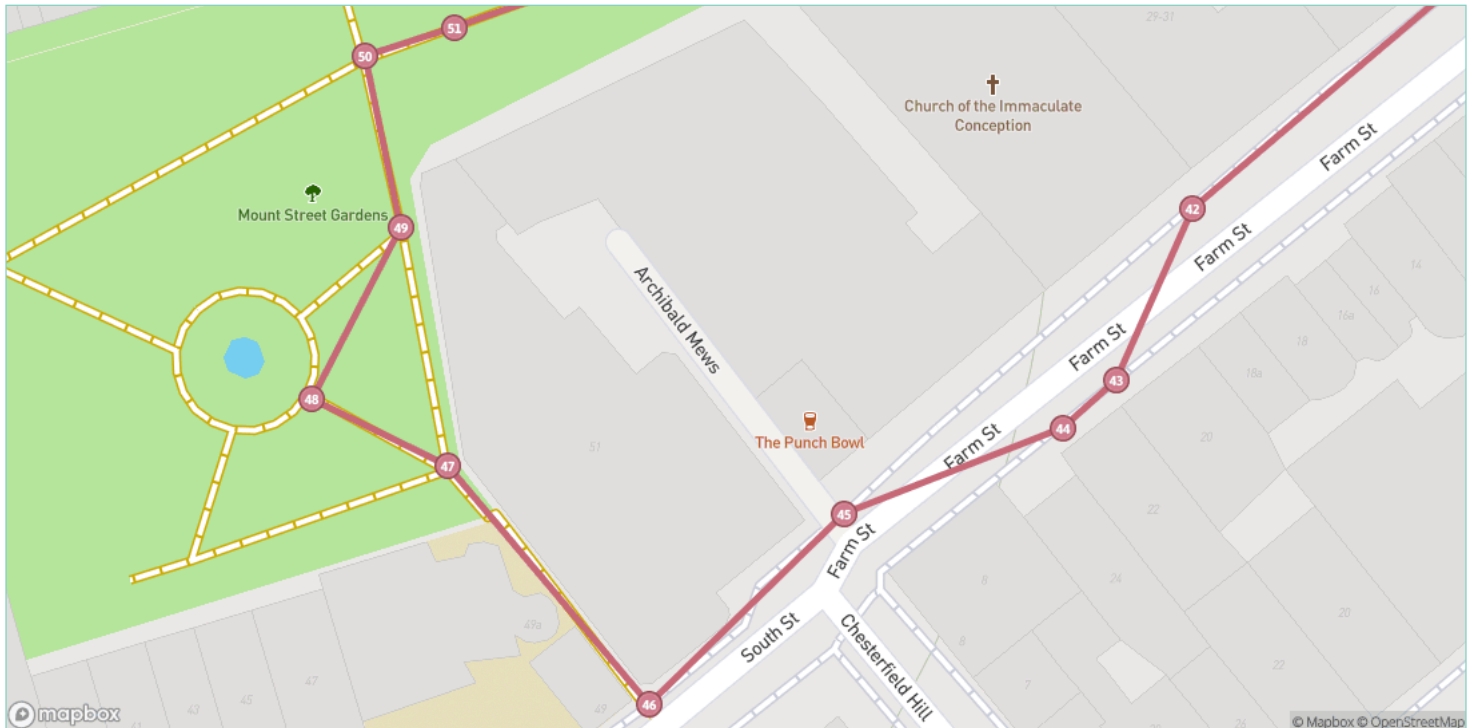 51
50
29-31
Church of the Immaculate
Conception
Farm St
Mount Street Gardens
49
42
Farm St
14
16
16a
Archibald Mews
Farm St
18
18a
43
48
The Punch Bowl
44
Farm St
20
51
47
45
22
Farm St
8
24
20
49a
South St
Chesterfield Hill
8
22
47
45
43
41
49
46
7
mapbox
© Mapbox © OpenStreetMap